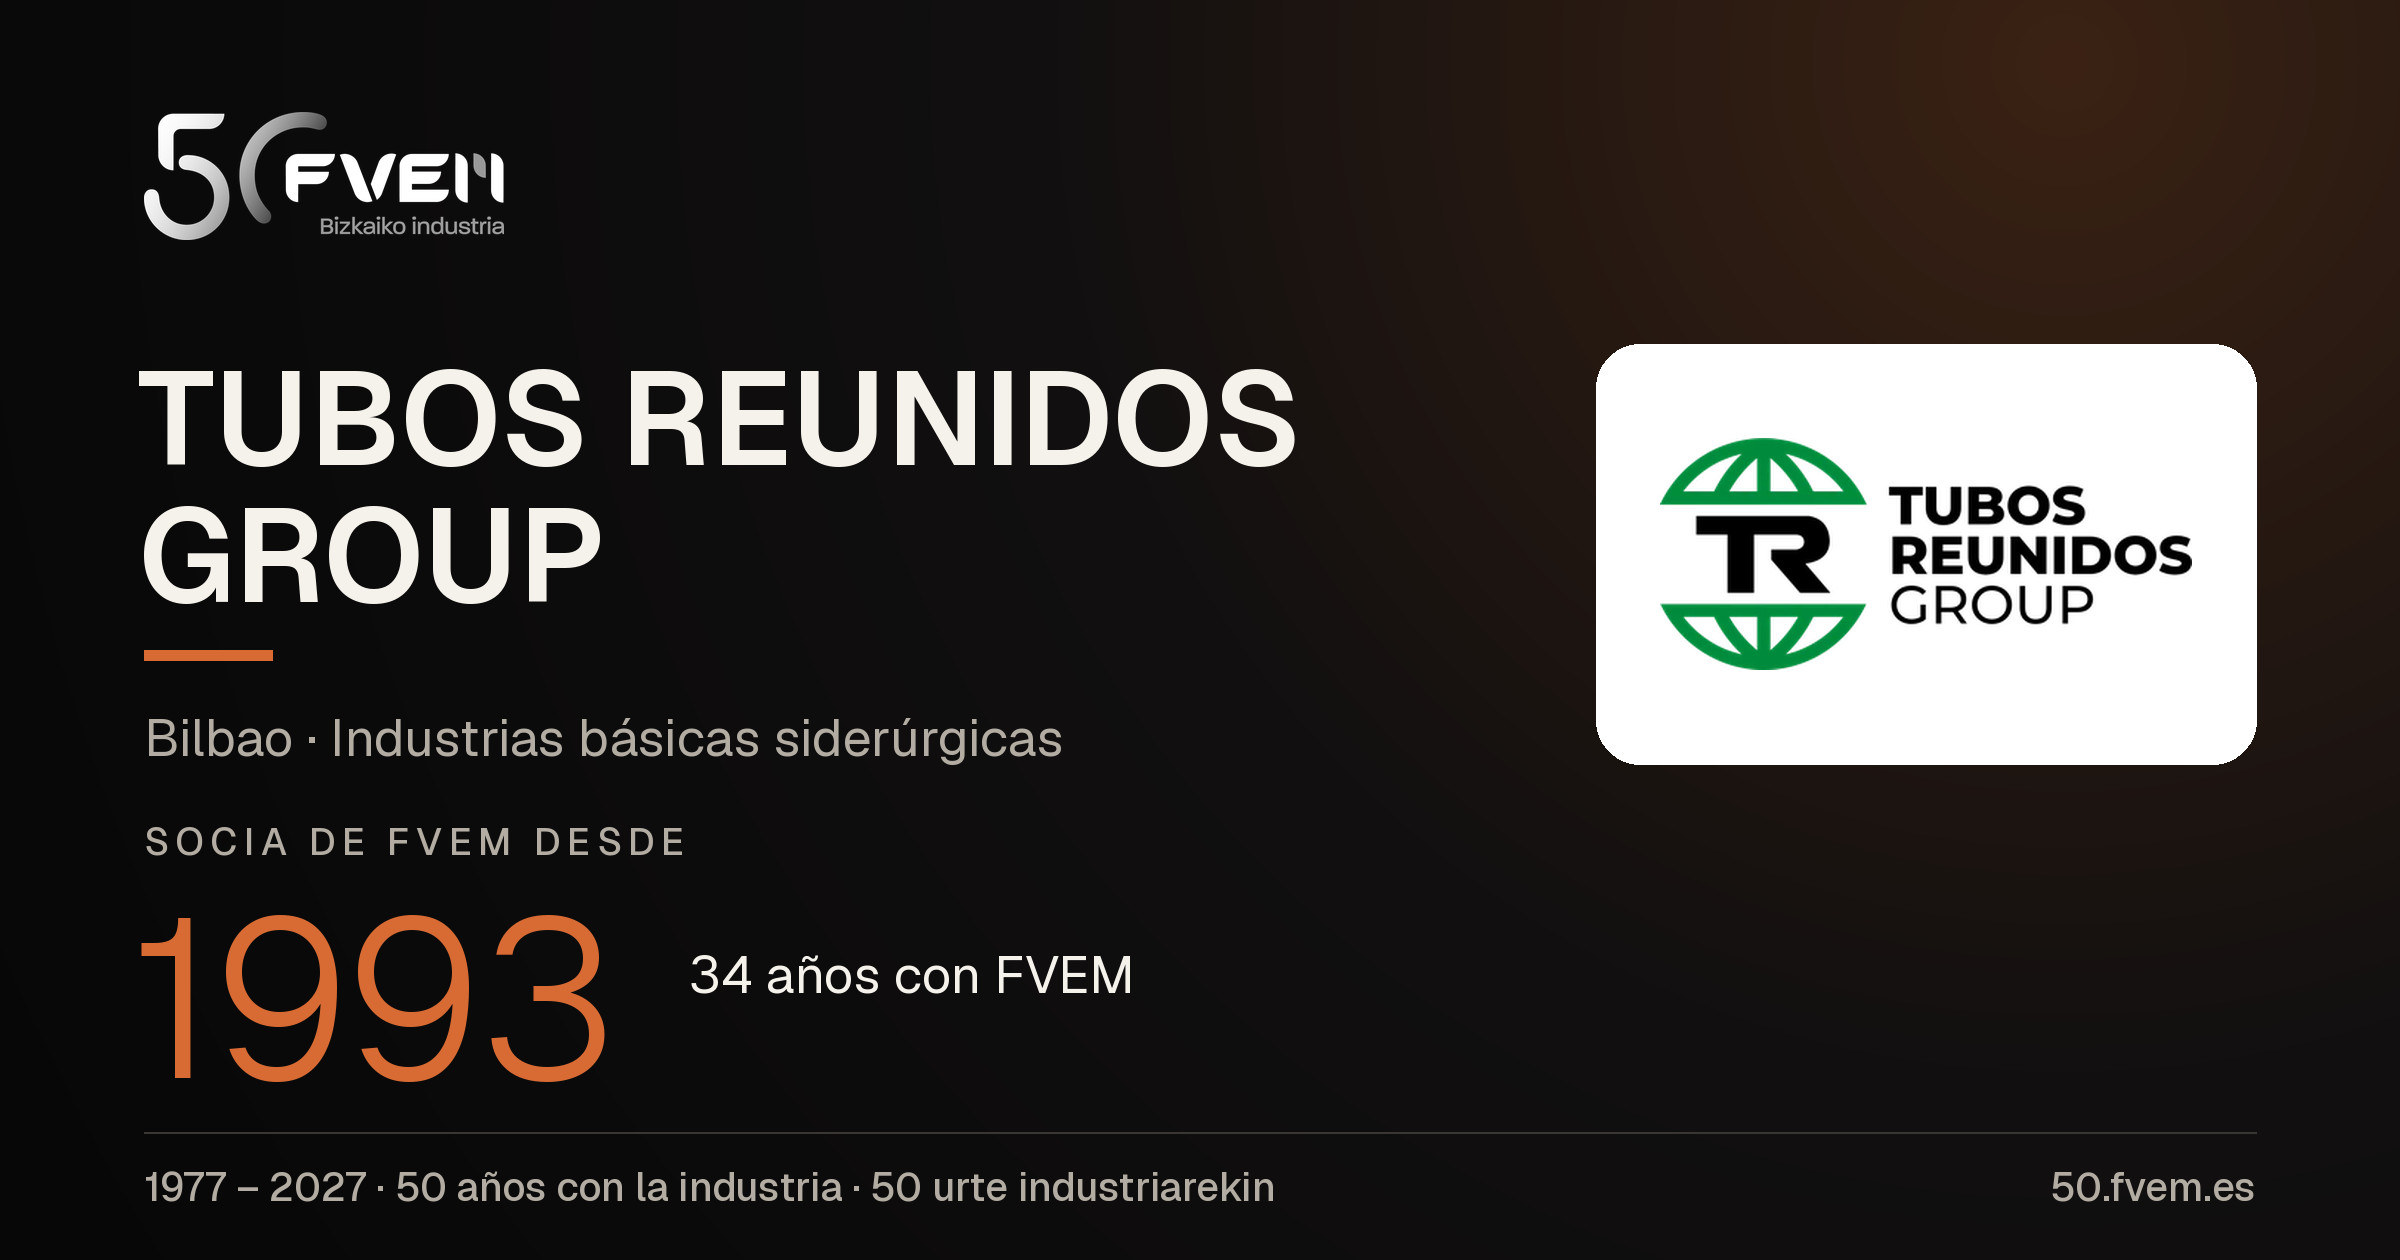 50 FVEM
Bizkaiko industria
TUBOS REUNIDOS
GROUP
TR
TUBOS
REUNIDOS
GROUP
Bilbao · Industrias básicas siderúrgicas
SOCIA DE FVEM DESDE
1993
34 años con FVEM
1977 – 2027 · 50 años con la industria · 50 urte industriarekin
50.fvem.es